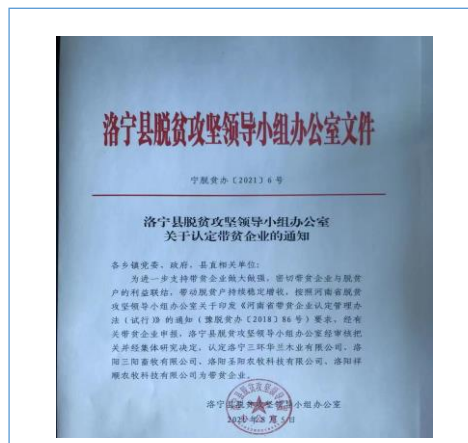 洛宁县脱贫攻坚领导小组办公室文件
宁脱贫办〔2021〕6号
洛宁县脱贫攻坚领导小组办公室
关于认定带贫企业的通知
各乡镇党委、政府，县直相关单位：
为进一步支持带贫企业做大做强，密切带贫企业与脱贫
户的利益联结，带动脱贫户持续稳定增收，按照河南省脱贫
攻坚领导小组办公室关于印发《河南省带贫企业认定管理办
法（试行）》的通知（豫脱贫办〔2018〕86号）要求，经有
关带贫企业申报，洛宁县脱贫攻坚领导小组办公室经审核把
关并经集体研究决定，认定洛宁三环华兰木业有限公司、洛
阳三阳畜牧有限公司、洛阳圣阳农牧科技有限公司、洛阳祥
顺农牧科技有限公司为带贫企业。
洛宁县脱贫攻坚领导小组办公室
2021年8月5日